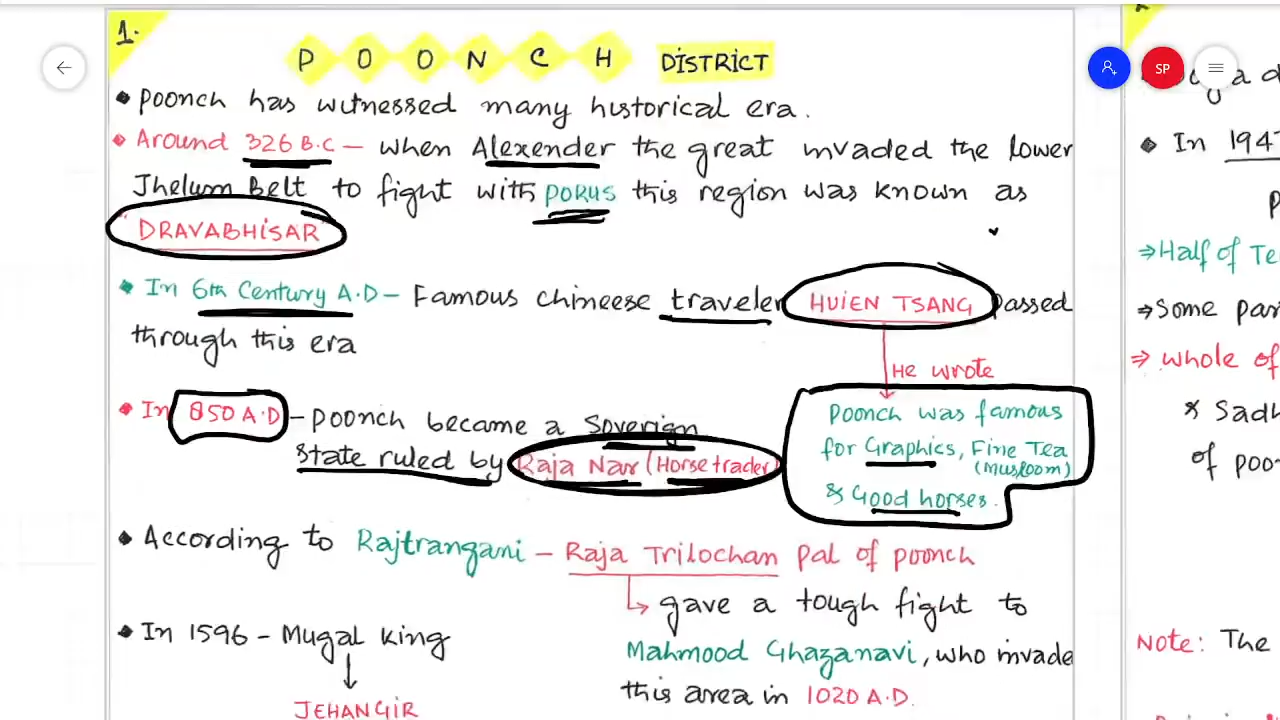 1.
POONCH DISTRICT
• Poonch has witnessed many historical era.
• Around 326 B.C – when Alexender the great invaded the lower
Jhelum Belt to fight with PORUS this region was known as
DRAVABHISAR
• In 6th Century A.D – Famous chineese traveler HUIEN TSANG passed
through this era
He wrote
Poonch was famous
for Graphics, Fine Tea
& Good horses.
• In 850 A.D – Poonch became a Soverign
state ruled by Raja Nar (Horse trader)
• According to Rajtrangani – Raja Trilochan pal of poonch
gave a tough fight to
Mahmood Ghazanavi, who invade
this area in 1020 A.D.
• In 1596 – Mugal king
JEHANGIR
SP
• In 194
⇒ Half of Te
⇒ Some par
⇒ whole of
& Sadh
of poon
Note: The